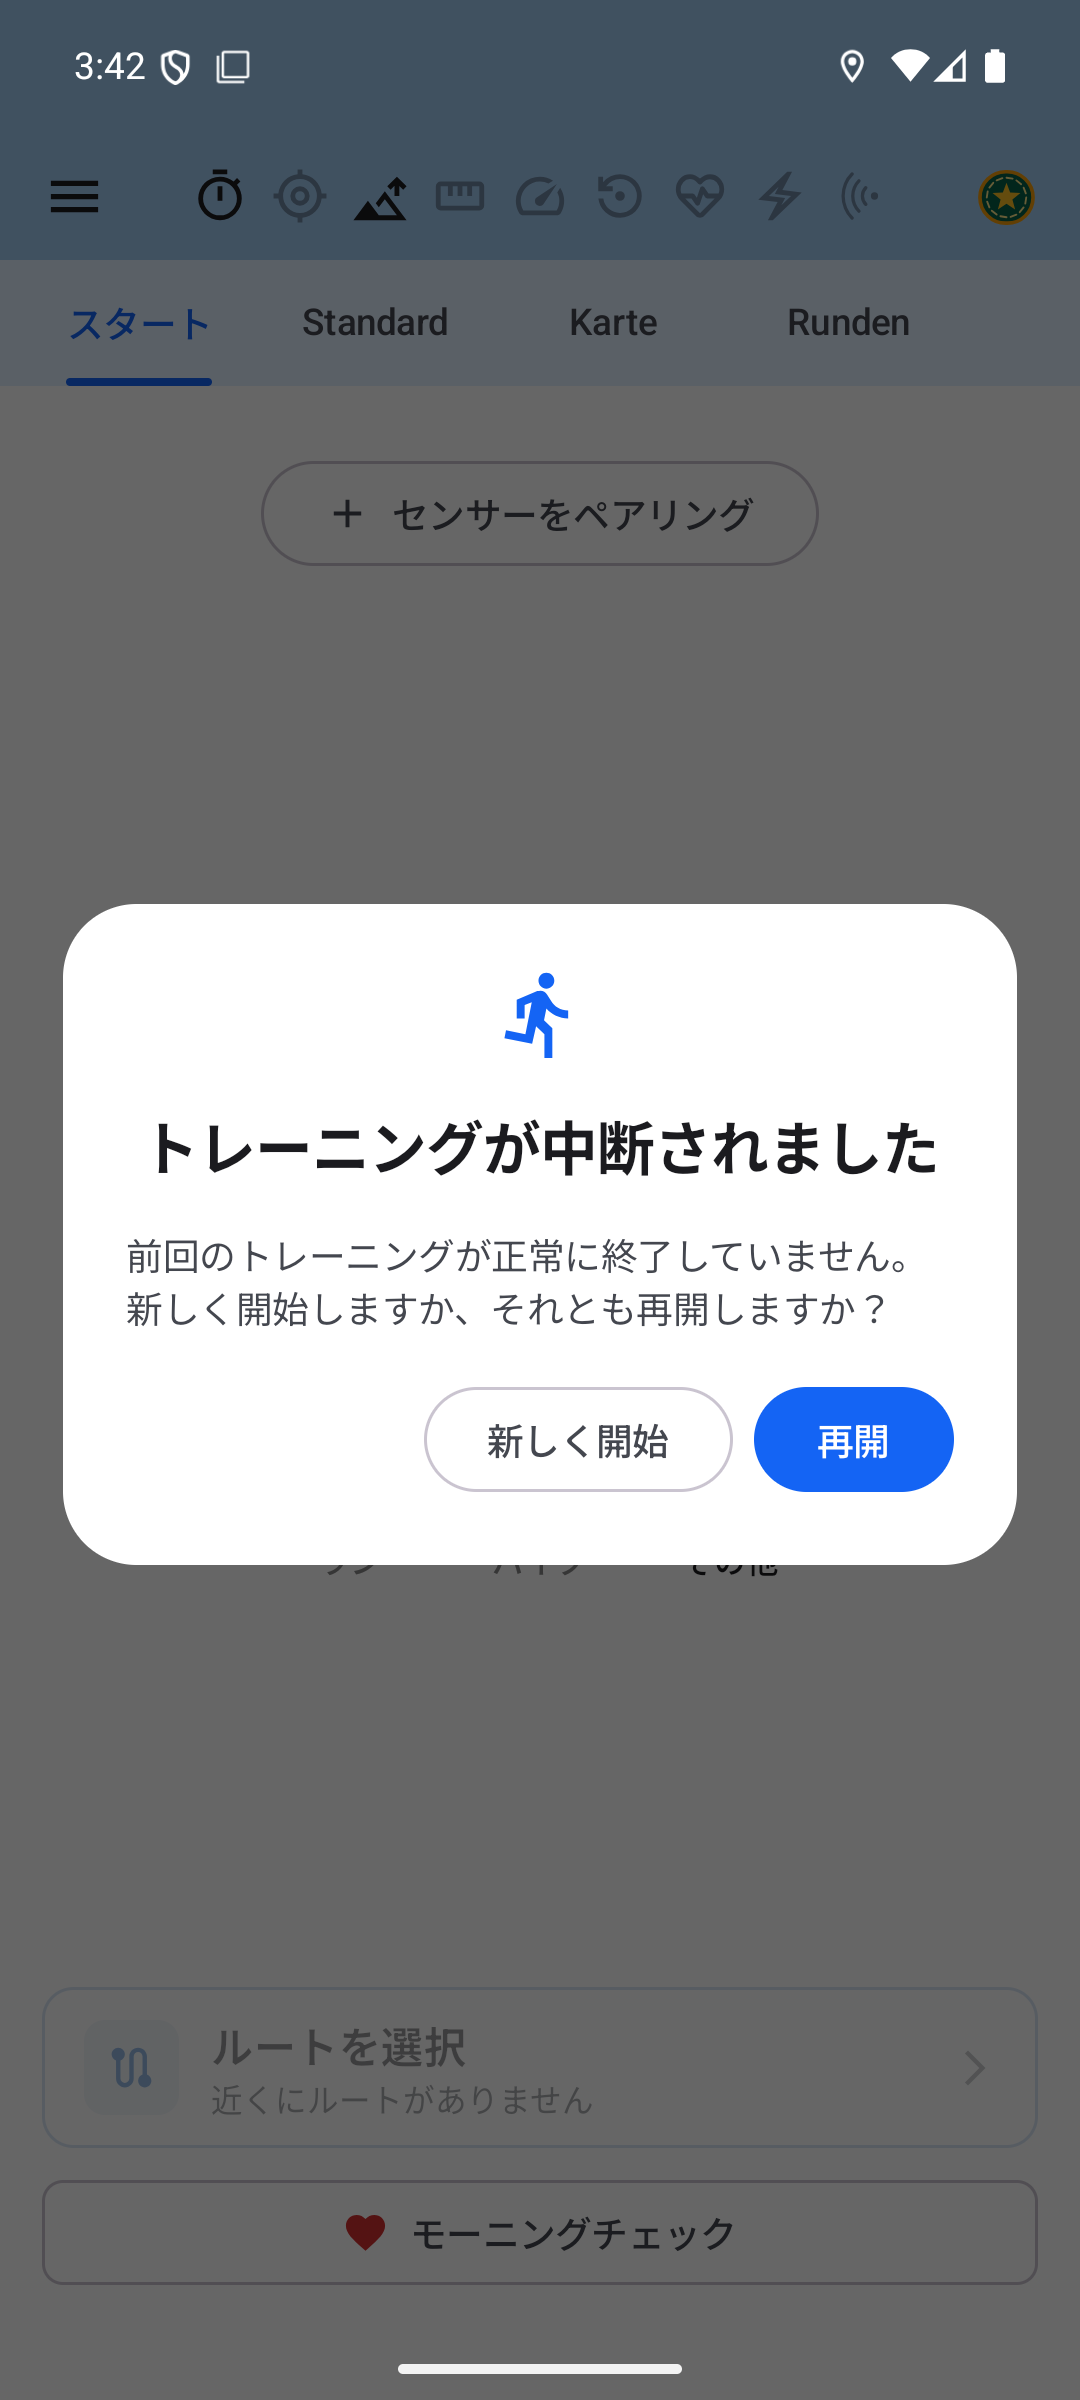 3:42
スタート Standard Karte Runden
+ センサーをペアリング
トレーニングが中断されました
前回のトレーニングが正常に終了していません。
新しく開始しますか、それとも再開しますか？
新しく開始 再開
その他
ルートを選択
近くにルートがありません
モーニングチェック